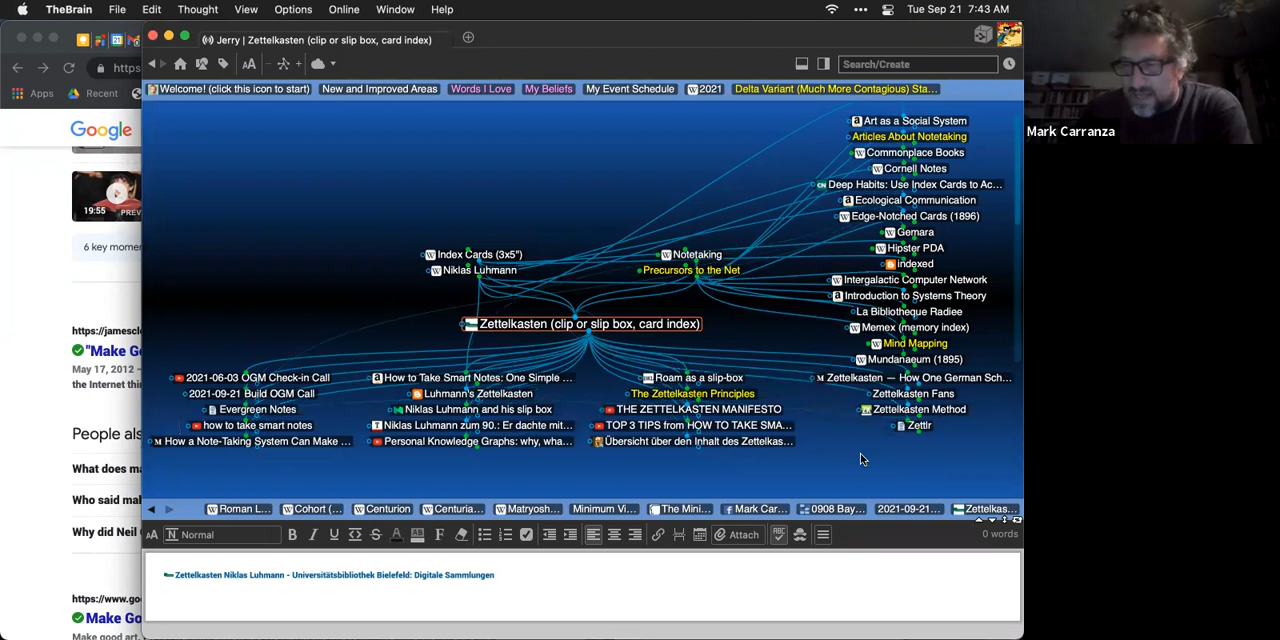 TheBrain File Edit Thought View Options Online Window Help
Tue Sep 21 7:43 AM
Jerry | Zettelkasten (clip or slip box, card index)
https
Apps
Recent
AA
Search/Create
Welcome! (click this icon to start)
New and Improved Areas
Words I Love
My Beliefs
My Event Schedule
2021
Delta Variant (Much More Contagious) Sta...
Google
19:55
PREV
6 key momen
https://jamescl
"Make Go
May 17, 2012 —
the Internet thin
People als
What does ma
Who said mak
Why did Neil
https://www.go
Make Go
Make good art.
Art as a Social System
Articles About Notetaking
Commonplace Books
Cornell Notes
Deep Habits: Use Index Cards to Ac...
Ecological Communication
Edge-Notched Cards (1896)
Gemara
Hipster PDA
indexed
Intergalactic Computer Network
Introduction to Systems Theory
La Bibliotheque Radiee
Memex (memory index)
Mind Mapping
Mundanaeum (1895)
Index Cards (3x5")
Niklas Luhmann
Notetaking
Precursors to the Net
Zettelkasten (clip or slip box, card index)
2021-06-03 OGM Check-in Call
2021-09-21 Build OGM Call
Evergreen Notes
how to take smart notes
How a Note-Taking System Can Make ...
How to Take Smart Notes: One Simple ...
Luhmann's Zettelkasten
Niklas Luhmann and his slip box
Niklas Luhmann zum 90.: Er dachte mit...
Personal Knowledge Graphs: why, wha...
Roam as a slip-box
The Zettelkasten Principles
THE ZETTELKASTEN MANIFESTO
TOP 3 TIPS from HOW TO TAKE SMA...
Übersicht über den Inhalt des Zettelkas...
Zettelkasten — How One German Sch...
Zettelkasten Fans
Zettelkasten Method
Zettlr
Roman L...
Cohort (...
Centurion
Centuria...
Matryosh...
Minimum Vi...
The Mini...
Mark Car...
0908 Bay...
2021-09-21...
Zettelkas...
AA
Normal
B I U
Attach
0 words
Zettelkasten Niklas Luhmann - Universitätsbibliothek Bielefeld: Digitale Sammlungen
Mark Carranza